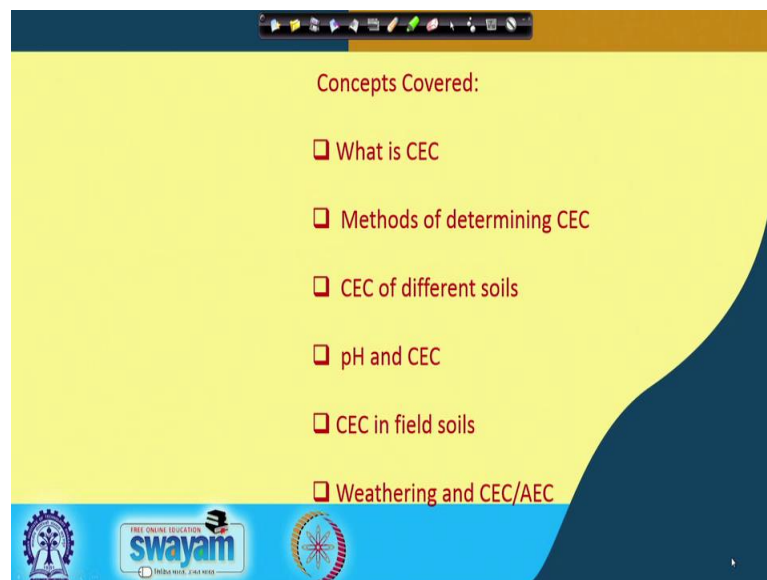 Concepts Covered:
What is CEC
Methods of determining CEC
CEC of different soils
pH and CEC
CEC in field soils
Weathering and CEC/AEC
FREE ONLINE EDUCATION
swayam